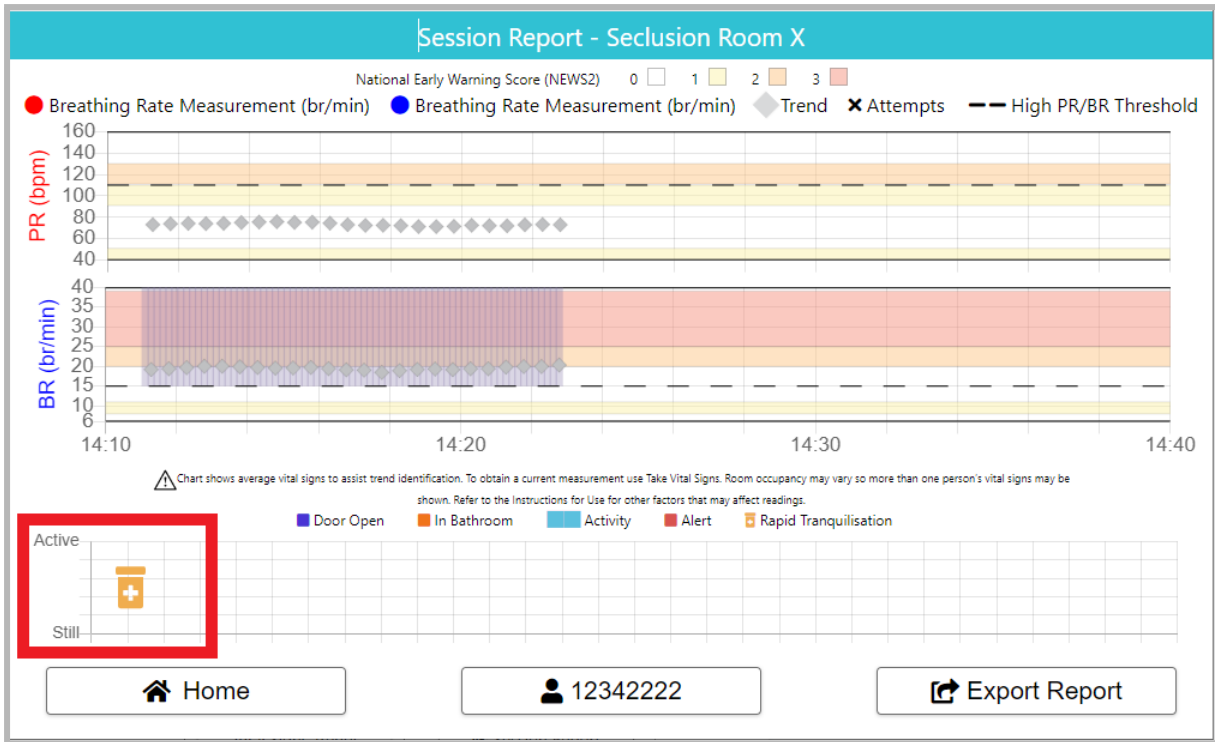 Session Report - Seclusion Room X
National Early Warning Score (NEWS2) 0 1 2 3
Breathing Rate Measurement (br/min) Breathing Rate Measurement (br/min) Trend Attempts High PR/BR Threshold
PR (bpm)
160
140
120
100
80
60
40
BR (br/min)
40
35
30
25
20
15
10
6
14:10 14:20 14:30 14:40
Chart shows average vital signs to assist trend identification. To obtain a current measurement use Take Vital Signs. Room occupancy may vary so more than one person's vital signs may be
shown. Refer to the Instructions for Use for other factors that may affect readings.
Door Open In Bathroom Activity Alert Rapid Tranquilisation
Active
Still
Home 12342222 Export Report